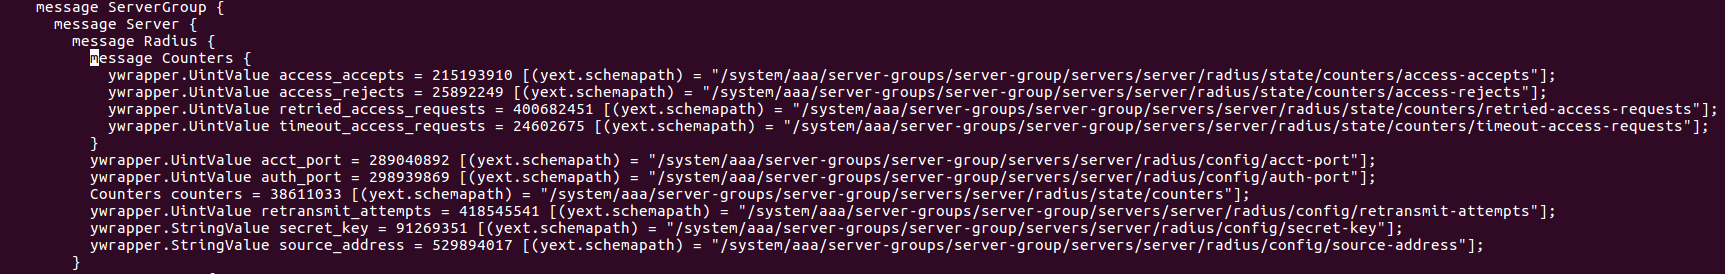 message ServerGroup {
message Server {
message Radius {
message Counters {
ywrapper.UintValue access_accepts = 215193910 [(yext.schemapath) = "/system/aaa/server-groups/server-group/servers/server/radius/state/counters/access-accepts"];
ywrapper.UintValue access_rejects = 25892249 [(yext.schemapath) = "/system/aaa/server-groups/server-group/servers/server/radius/state/counters/access-rejects"];
ywrapper.UintValue retried_access_requests = 400682451 [(yext.schemapath) = "/system/aaa/server-groups/server-group/servers/server/radius/state/counters/retried-access-requests"];
ywrapper.UintValue timeout_access_requests = 24602675 [(yext.schemapath) = "/system/aaa/server-groups/server-group/servers/server/radius/state/counters/timeout-access-requests"];
}
ywrapper.UintValue acct_port = 289040892 [(yext.schemapath) = "/system/aaa/server-groups/server-group/servers/server/radius/config/acct-port"];
ywrapper.UintValue auth_port = 298939869 [(yext.schemapath) = "/system/aaa/server-groups/server-group/servers/server/radius/config/auth-port"];
Counters counters = 38611033 [(yext.schemapath) = "/system/aaa/server-groups/server-group/servers/server/radius/state/counters"];
ywrapper.UintValue retransmit_attempts = 418545541 [(yext.schemapath) = "/system/aaa/server-groups/server-group/servers/server/radius/config/retransmit-attempts"];
ywrapper.StringValue secret_key = 91269351 [(yext.schemapath) = "/system/aaa/server-groups/server-group/servers/server/radius/config/secret-key"];
ywrapper.StringValue source_address = 529894017 [(yext.schemapath) = "/system/aaa/server-groups/server-group/servers/server/radius/config/source-address"];
}